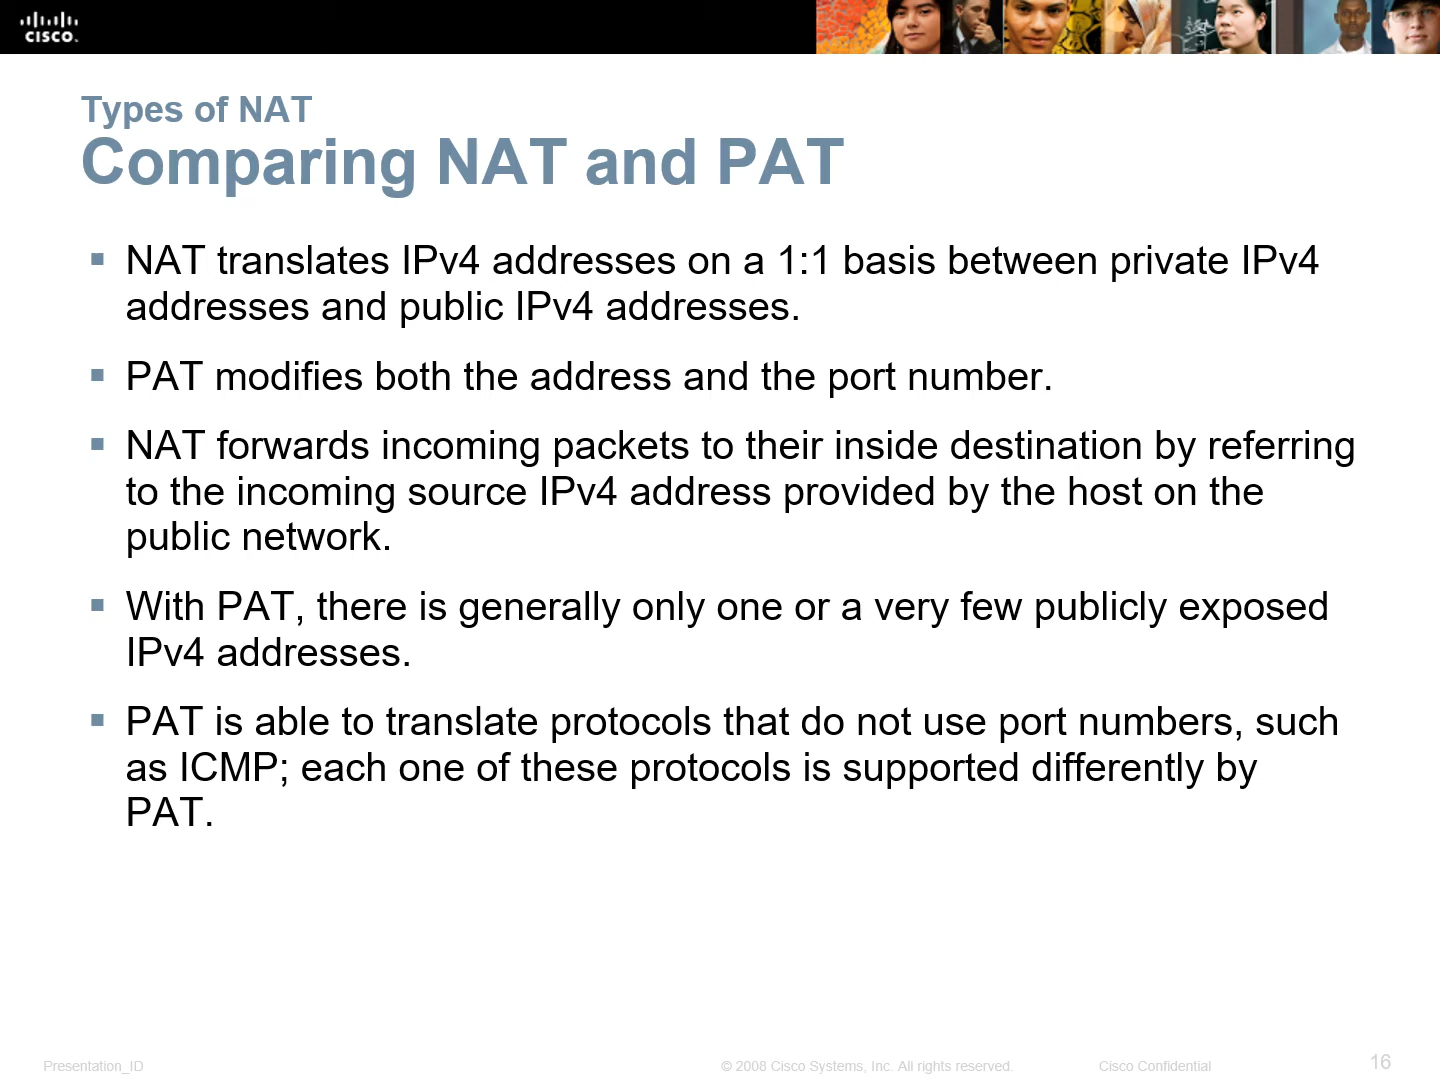 CISCO.
Types of NAT
Comparing NAT and PAT
NAT translates IPv4 addresses on a 1:1 basis between private IPv4
addresses and public IPv4 addresses.
PAT modifies both the address and the port number.
NAT forwards incoming packets to their inside destination by referring
to the incoming source IPv4 address provided by the host on the
public network.
With PAT, there is generally only one or a very few publicly exposed
IPv4 addresses.
PAT is able to translate protocols that do not use port numbers, such
as ICMP; each one of these protocols is supported differently by
PAT.
Presentation_ID
© 2008 Cisco Systems, Inc. All rights reserved.
Cisco Confidential
16